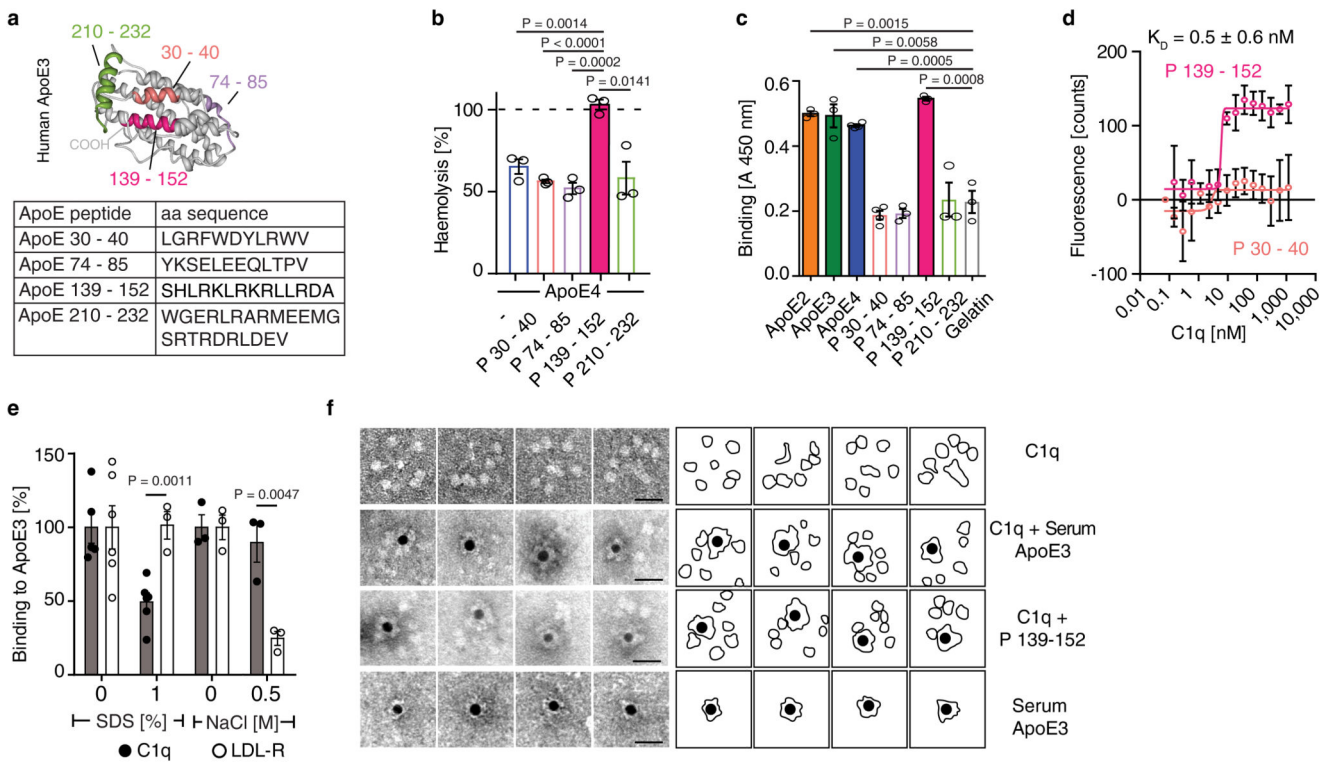 a
Human ApoE3
210 - 232
30 - 40
74 - 85
COOH
139 - 152
ApoE peptide aa sequence
ApoE 30 - 40 LGRFWDYLRWV
ApoE 74 - 85 YKSELEEQLTPV
ApoE 139 - 152 SHLRKLRKRLLRDA
ApoE 210 - 232 WGERLRARMEEMG
SRTRDRLDEV
b
P = 0.0014
P < 0.0001
P = 0.0002
P = 0.0141
Haemolysis [%]
100
50
0
ApoE4
-
P 30 - 40
P 74 - 85
P 139 - 152
P 210 - 232
c
P = 0.0015
P = 0.0058
P = 0.0005
P = 0.0008
Binding [A 450 nm]
0.6
0.4
0.2
0.0
ApoE2
ApoE3
ApoE4
P 30 - 40
P 74 - 85
P 139 - 152
P 210 - 232
Gelatin
d
KD = 0.5 ± 0.6 nM
Fluorescence [counts]
200
100
0
-100
P 139 - 152
P 30 - 40
0.01
0.1
1
10
100
1,000
10,000
C1q [nM]
e
Binding to ApoE3 [%]
150
100
50
0
P = 0.0011
P = 0.0047
0 1 0 0.5
SDS [%] NaCl [M]
C1q LDL-R
f
C1q
C1q + Serum
ApoE3
C1q +
P 139-152
Serum
ApoE3